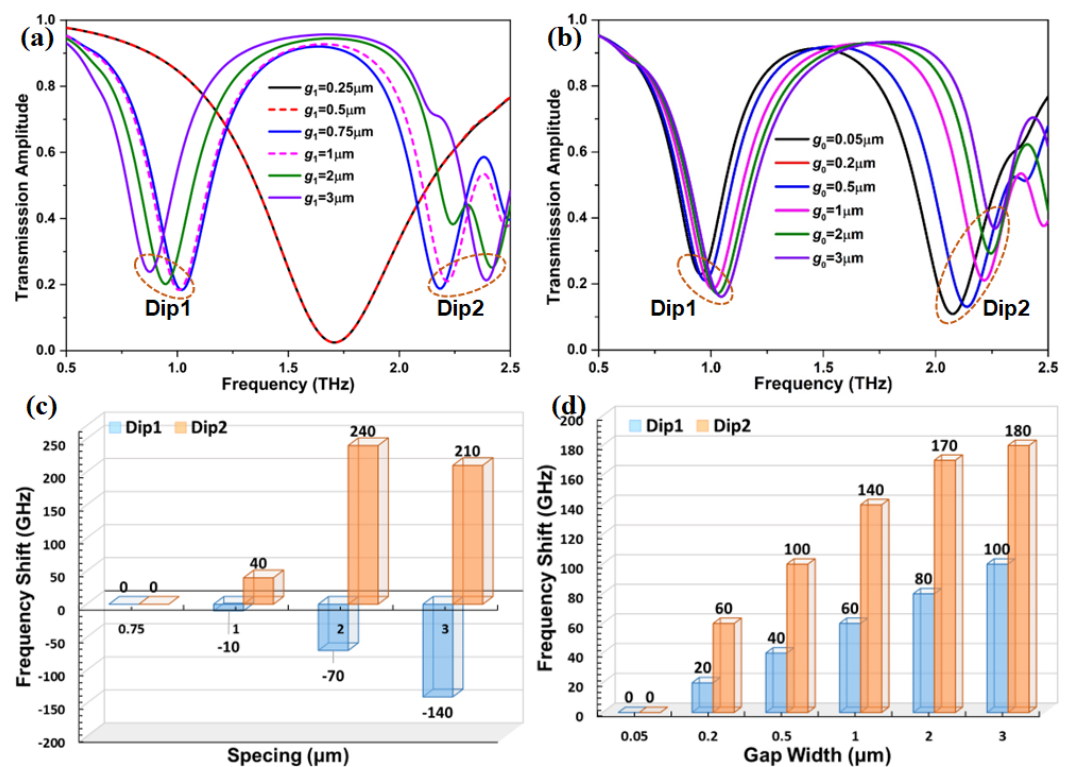 (a)
1.0
0.8
0.6
0.4
0.2
0.0
Transmission Amplitude
g₁=0.25μm
g₁=0.5μm
g₁=0.75μm
g₁=1μm
g₁=2μm
g₁=3μm
Dip1
Dip2
0.5 1.0 1.5 2.0 2.5
Frequency (THz)
(b)
1.0
0.8
0.6
0.4
0.2
0.0
Transmission Amplitude
g₀=0.05μm
g₀=0.2μm
g₀=0.5μm
g₀=1μm
g₀=2μm
g₀=3μm
Dip1
Dip2
0.5 1.0 1.5 2.0 2.5
Frequency (THz)
(c)
Dip1 Dip2
250
200
150
100
50
0
-50
-100
-150
-200
Frequency Shift (GHz)
0 0
40
240
210
0.75 1 2 3
-10
-70
-140
Specing (μm)
(d)
Dip1 Dip2
200
180
160
140
120
100
80
60
40
20
0
Frequency Shift (GHz)
0 0
20 60
40 100
60 140
80 170
100 180
0.05 0.2 0.5 1 2 3
Gap Width (μm)